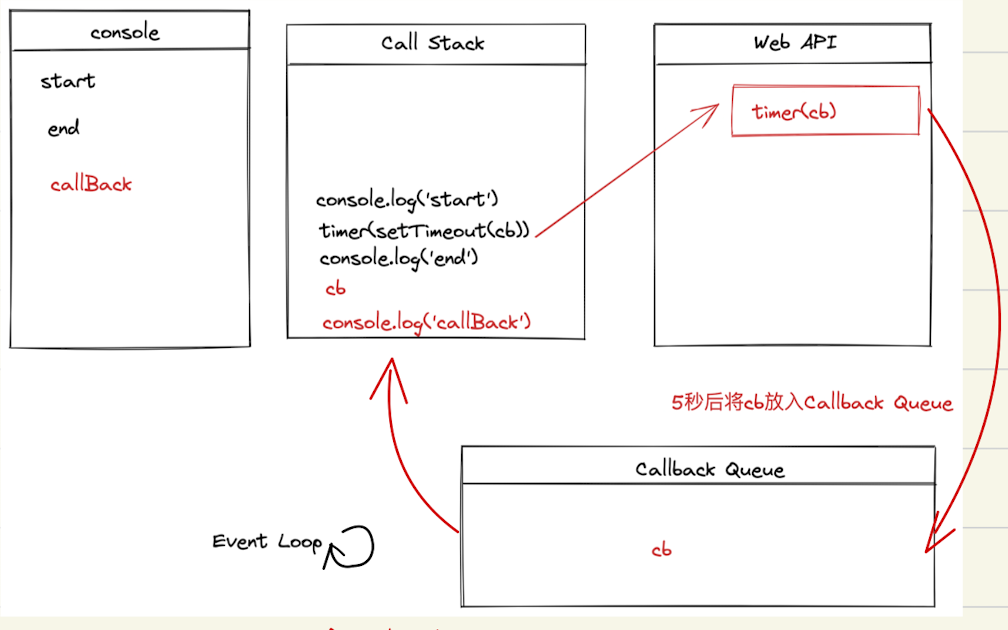 console
start
end
callBack
Call Stack
console.log('start')
timer(setTimeout(cb))
console.log('end')
cb
console.log('callBack')
Web API
timer(cb)
5秒后将cb放入Callback Queue
Callback Queue
cb
Event Loop